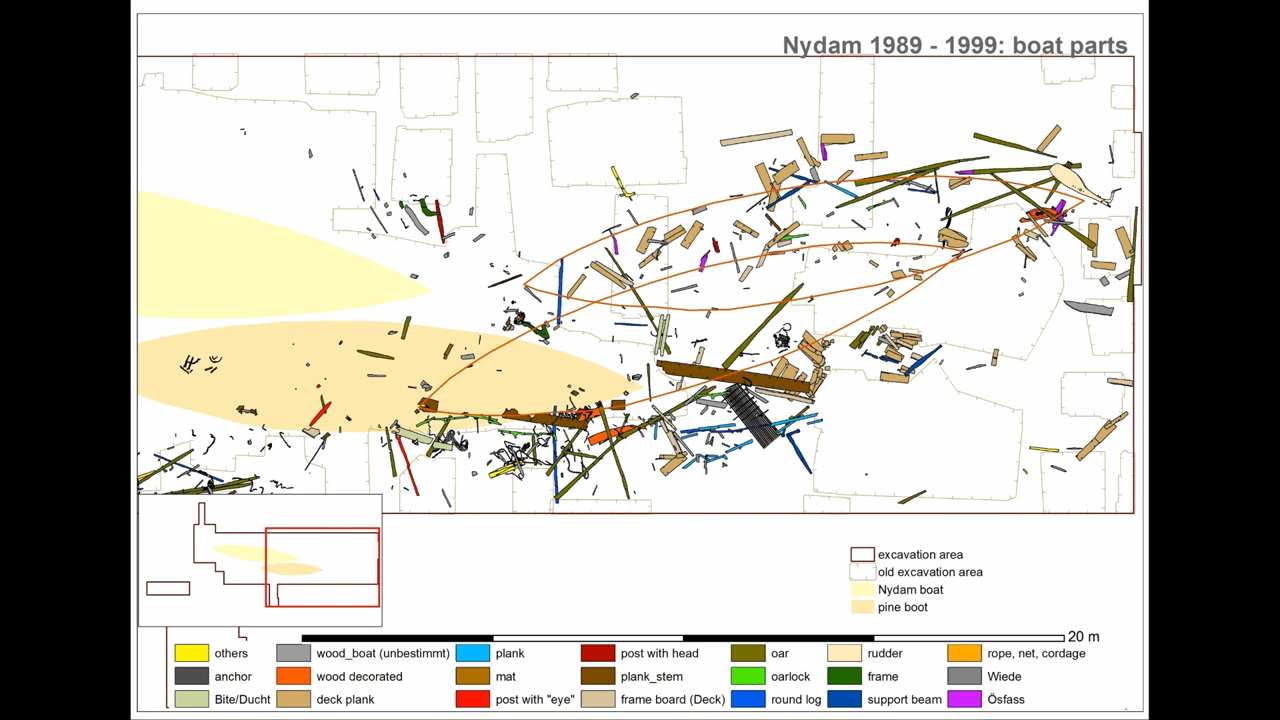 Nydam 1989 - 1999: boat parts
excavation area
old excavation area
Nydam boat
pine boot
20 m
others
wood_boat (unbestimmt)
plank
post with head
oar
rudder
rope, net, cordage
anchor
wood decorated
mat
plank_stem
oarlock
frame
Wiede
Bite/Ducht
deck plank
post with "eye"
frame board (Deck)
round log
support beam
Ösfass